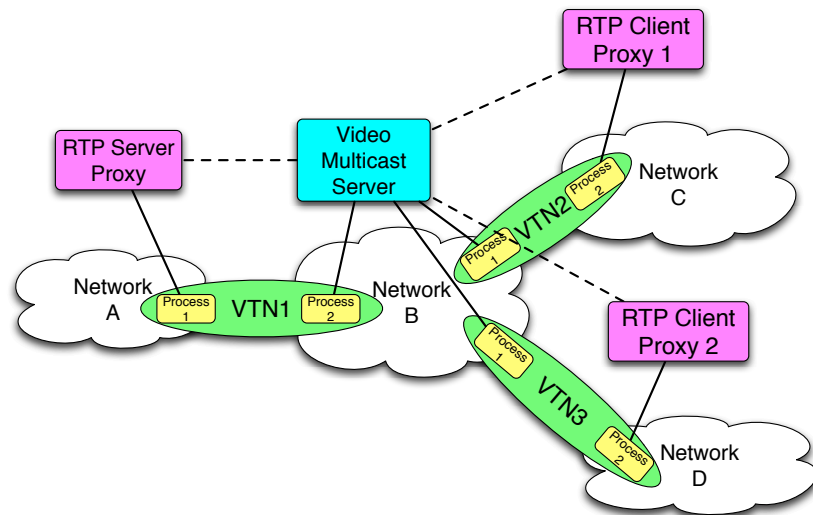 RTP Client
Proxy 1
Video
Multicast
Server
RTP Server
Proxy
Network
C
Process
2
VTN2
Process
1
Network
A
Process
1
VTN1
Process
2
Network
B
RTP Client
Proxy 2
Process
1
VTN3
Process
2
Network
D